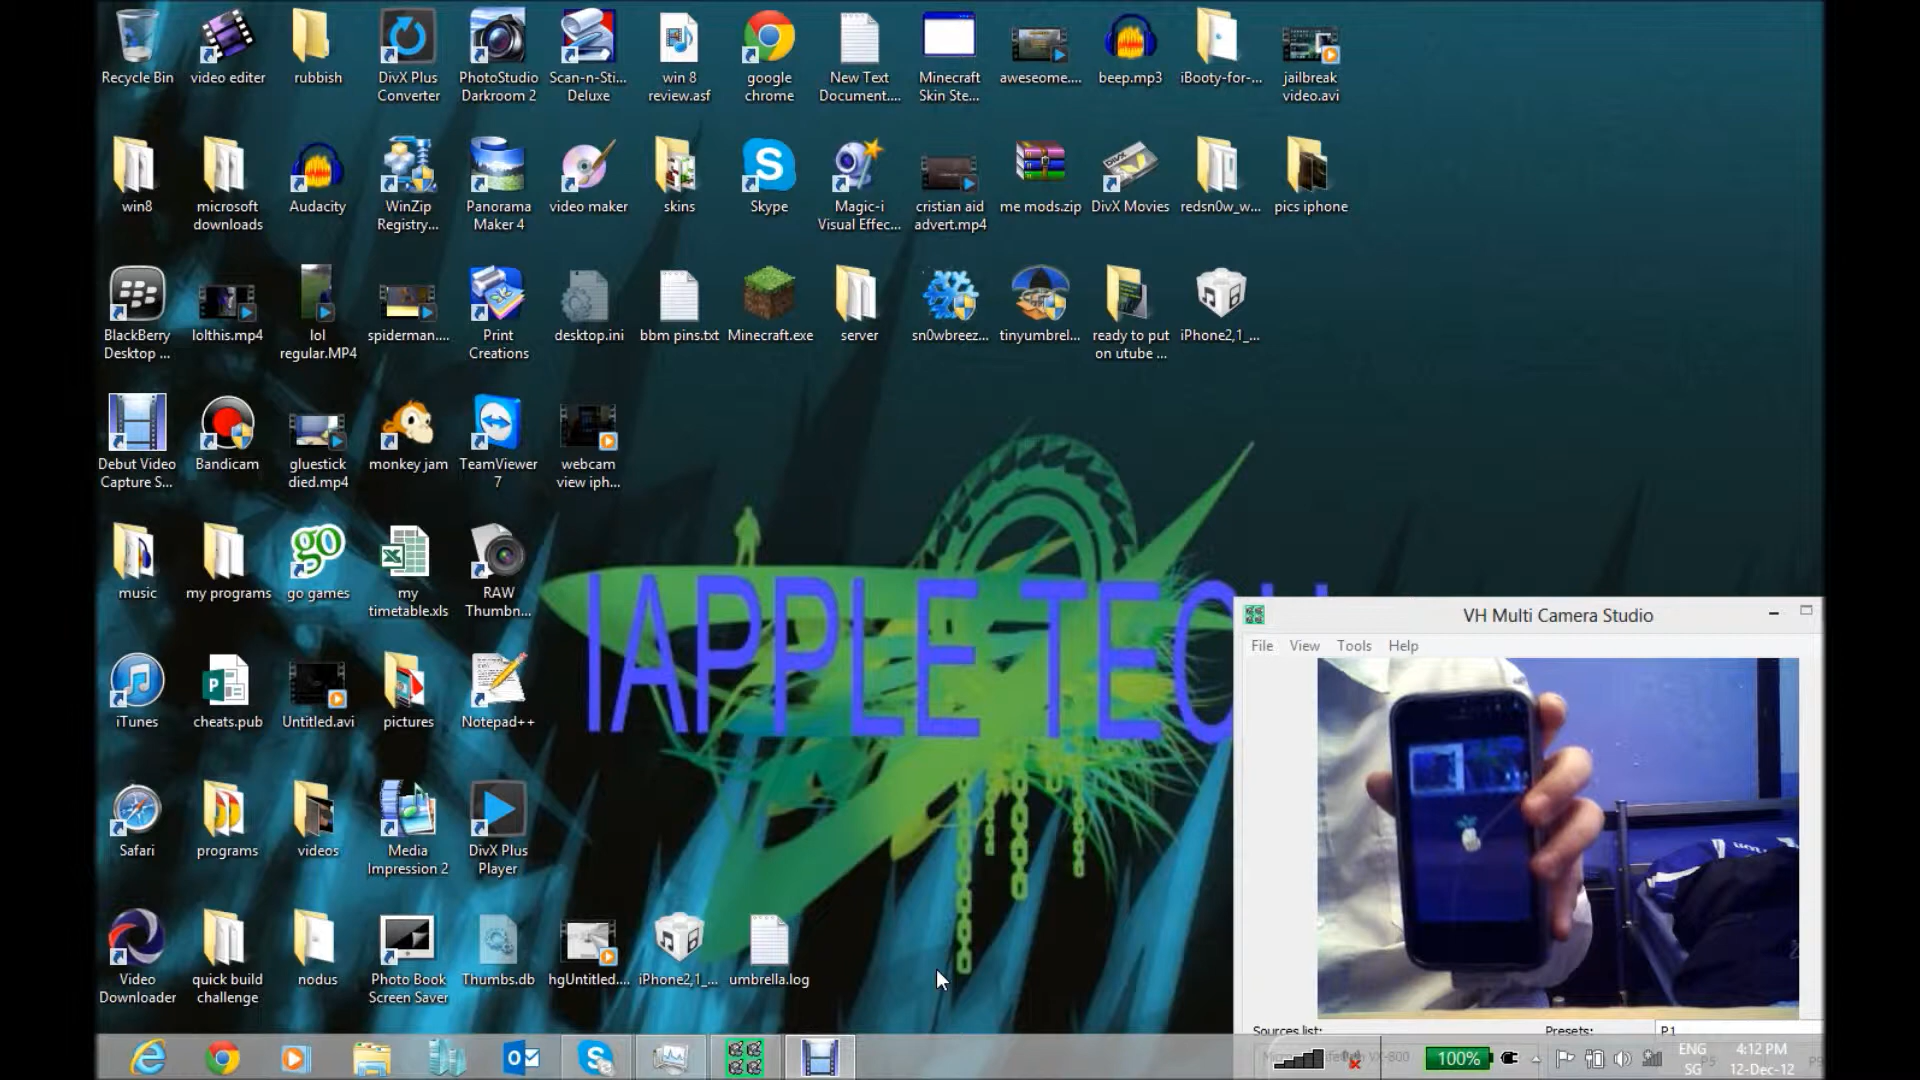 Recycle Bin
video editor
rubbish
DivX Plus
Converter
PhotoStudio
Darkroom 2
Scan-n-Sti...
Deluxe
win 8
review.asf
google
chrome
New Text
Document....
Minecraft
Skin Ste...
aweseome....
beep.mp3
iBooty-for-...
jailbreak
video.avi
win8
microsoft
downloads
Audacity
WinZip
Registry...
Panorama
Maker 4
video maker
skins
Skype
Magic-i
Visual Effec...
cristian aid
advert.mp4
me mods.zip
DivX Movies
redsn0w_w...
pics iphone
BlackBerry
Desktop ...
lolthis.mp4
lol
regular.MP4
spiderman....
Print
Creations
desktop.ini
bbm pins.txt
Minecraft.exe
server
sn0wbreez...
tinyumbrel...
ready to put
on utube ...
iPhone2,1_...
Debut Video
Capture S...
Bandicam
gluestick
died.mp4
monkey jam
TeamViewer
7
webcam
view iph...
music
my programs
go
go games
my
timetable.xls
RAW
Thumbn...
IAPPLE TECH
iTunes
cheats.pub
Untitled.avi
pictures
Notepad++
Safari
programs
videos
Media
Impression 2
DivX Plus
Player
Video
Downloader
quick build
challenge
nodus
Photo Book
Screen Saver
Thumbs.db
hgUntitled....
iPhone2,1_...
umbrella.log
VH Multi Camera Studio
File View Tools Help
Sources list:
Presets:
P1
100%
ENG
SG
4:12 PM
12-Dec-12